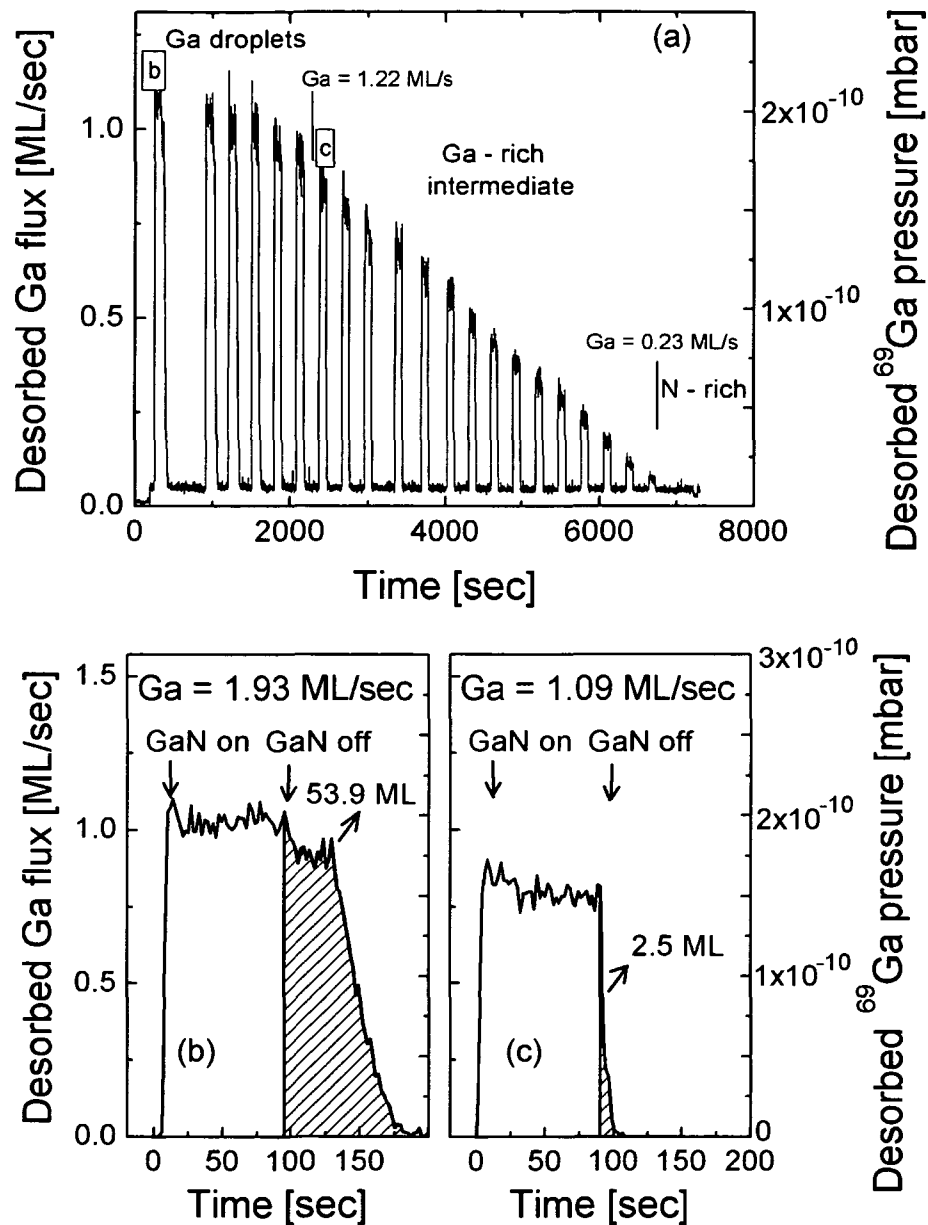 Ga droplets
(a)
b
Ga = 1.22 ML/s
c
Ga - rich
intermediate
Ga = 0.23 ML/s
N - rich
Desorbed Ga flux [ML/sec]
1.0
0.5
0.0
Desorbed ⁶⁹Ga pressure [mbar]
2x10⁻¹⁰
1x10⁻¹⁰
0 2000 4000 6000 8000
Time [sec]
Desorbed Ga flux [ML/sec]
1.5
1.0
0.5
0.0
Ga = 1.93 ML/sec
GaN on GaN off
53.9 ML
(b)
0 50 100 150
Time [sec]
Ga = 1.09 ML/sec
GaN on GaN off
2.5 ML
(c)
0 50 100 150 200
Time [sec]
3x10⁻¹⁰
2x10⁻¹⁰
1x10⁻¹⁰
0
Desorbed ⁶⁹Ga pressure [mbar]